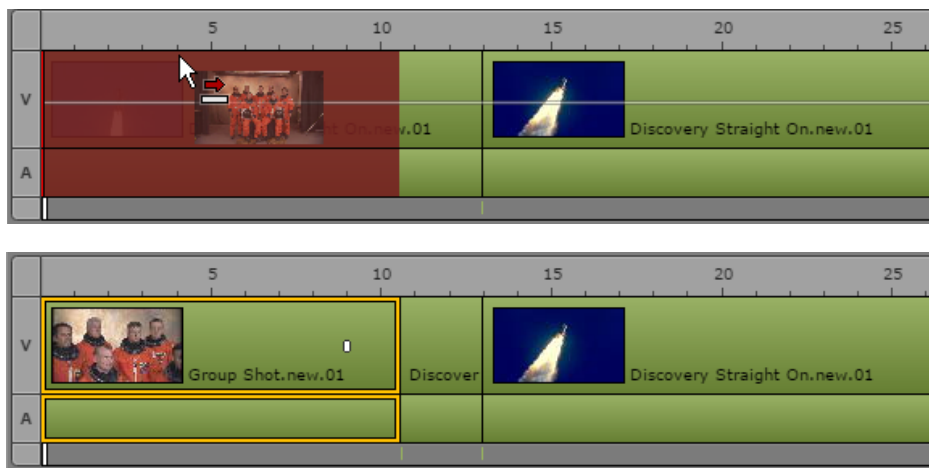 5 10 15 20 25
V
t On.new.01 Discovery Straight On.new.01
A
5 10 15 20 25
V
Group Shot.new.01 Discover Discovery Straight On.new.01
A